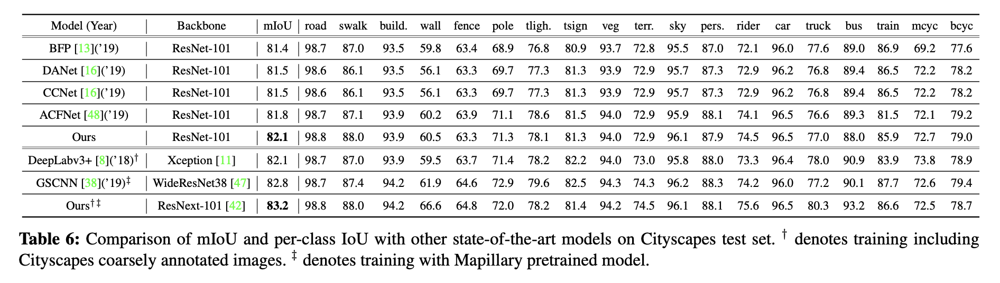 Model (Year) Backbone mIoU road swalk build. wall fence pole tligh. tsign veg terr. sky pers. rider car truck bus train mcyc bcyc
BFP [13](’19) ResNet-101 81.4 98.7 87.0 93.5 59.8 63.4 68.9 76.8 80.9 93.7 72.8 95.5 87.0 72.1 96.0 77.6 89.0 86.9 69.2 77.6
DANet [16](’19) ResNet-101 81.5 98.6 86.1 93.5 56.1 63.3 69.7 77.3 81.3 93.9 72.9 95.7 87.3 72.9 96.2 76.8 89.4 86.5 72.2 78.2
CCNet [16](’19) ResNet-101 81.5 98.6 86.1 93.5 56.1 63.3 69.7 77.3 81.3 93.9 72.9 95.7 87.3 72.9 96.2 76.8 89.4 86.5 72.2 78.2
ACFNet [48](’19) ResNet-101 81.8 98.7 87.1 93.9 60.2 63.9 71.1 78.6 81.5 94.0 72.9 95.9 88.1 74.1 96.5 76.6 89.3 81.5 72.1 79.2
Ours ResNet-101 82.1 98.8 88.0 93.9 60.5 63.3 71.3 78.1 81.3 94.0 72.9 96.1 87.9 74.5 96.5 77.0 88.0 85.9 72.7 79.0
DeepLabv3+ [8](’18)† Xception [11] 82.1 98.7 87.0 93.9 59.5 63.7 71.4 78.2 82.2 94.0 73.0 95.8 88.0 73.3 96.4 78.0 90.9 83.9 73.8 78.9
GSCNN [38](’19)‡ WideResNet38 [47] 82.8 98.7 87.4 94.2 61.9 64.6 72.9 79.6 82.5 94.3 74.3 96.2 88.3 74.2 96.0 77.2 90.1 87.7 72.6 79.4
Ours† ‡ ResNext-101 [42] 83.2 98.8 88.0 94.2 66.6 64.8 72.0 78.2 81.4 94.2 74.5 96.1 88.1 75.6 96.5 80.3 93.2 86.6 72.5 78.7
Table 6: Comparison of mIoU and per-class IoU with other state-of-the-art models on Cityscapes test set. † denotes training including
Cityscapes coarsely annotated images. ‡ denotes training with Mapillary pretrained model.